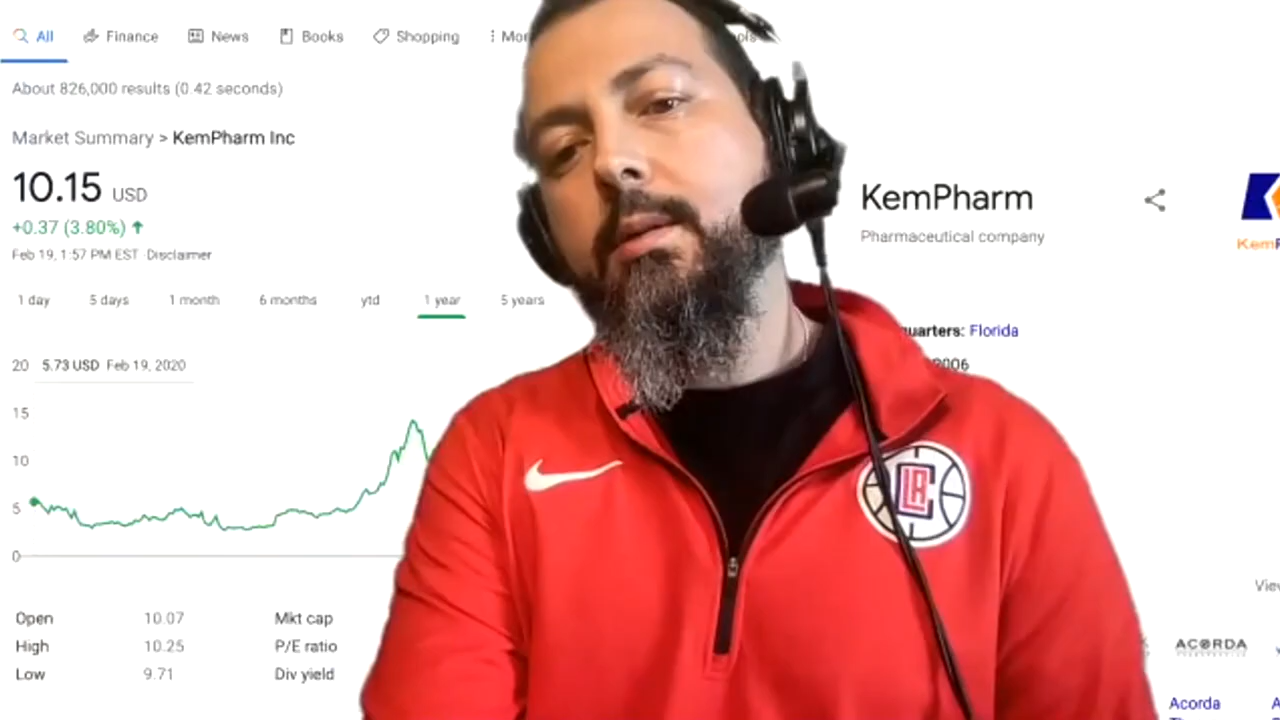 All Finance News Books Shopping
About 826,000 results (0.42 seconds)
Market Summary > KemPharm Inc
10.15 USD
+0.37 (3.80%)
Feb 19, 1:57 PM EST · Disclaimer
1 day 5 days 1 month 6 months ytd 1 year 5 years
20 5.73 USD Feb 19, 2020
15
10
5
0
Open 10.07 Mkt cap
High 10.25 P/E ratio
Low 9.71 Div yield
KemPharm
Pharmaceutical company
Florida
2006
LAC
ACORDA
Acorda